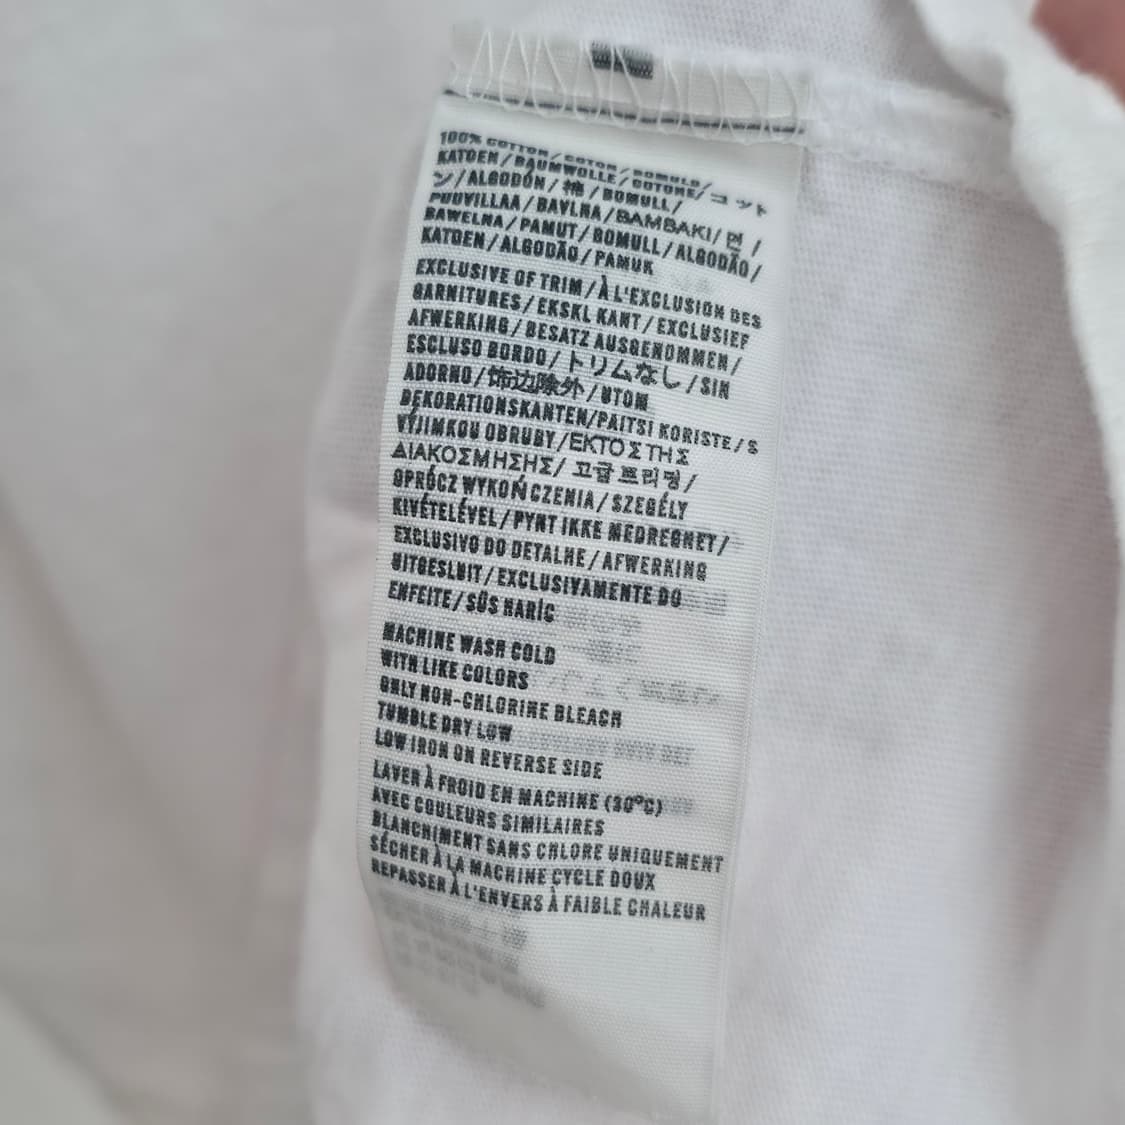 100% COTTON/COTON/BOMULD/
KATOEN/BAUMWOLLE/COTONE/コット
ン/ALGODÓN/棉/BOMULL/
PUUVILLAA/BAVLNA/BAMBAKI/면/
BAWEŁNA/PAMUT/BOMULL/ALGODÃO/
KATOEN/ALGODÃO/PAMUK
EXCLUSIVE OF TRIM/À L'EXCLUSION DES
GARNITURES/EKSKL KANT/EXCLUSIEF
AFWERKING/BESATZ AUSGENOMMEN/
ESCLUSO BORDO/トリムなし/SIN
ADORNO/饰边除外/UTOM
DEKORATIONSKANTEN/PAITSI KORISTE/S
VÝJIMKOU OBRUBY/ΕΚΤΟΣ ΤΗΣ
ΔΙΑΚΟΣΜΗΣΗΣ/고급 트리밍/
OPRÓCZ WYKOŃCZENIA/SZEGÉLY
KIVÉTELÉVEL/PYNT IKKE MEDREGNET/
EXCLUSIVO DO DETALHE/AFWERKING
UITGESLUIT/EXCLUSIVAMENTE DO
ENFEITE/SÜS HARİÇ
MACHINE WASH COLD
WITH LIKE COLORS
ONLY NON-CHLORINE BLEACH
TUMBLE DRY LOW
LOW IRON ON REVERSE SIDE
LAVER À FROID EN MACHINE (30°C)
AVEC COULEURS SIMILAIRES
BLANCHIMENT SANS CHLORE UNIQUEMENT
SÉCHER À LA MACHINE CYCLE DOUX
REPASSER À L'ENVERS À FAIBLE CHALEUR